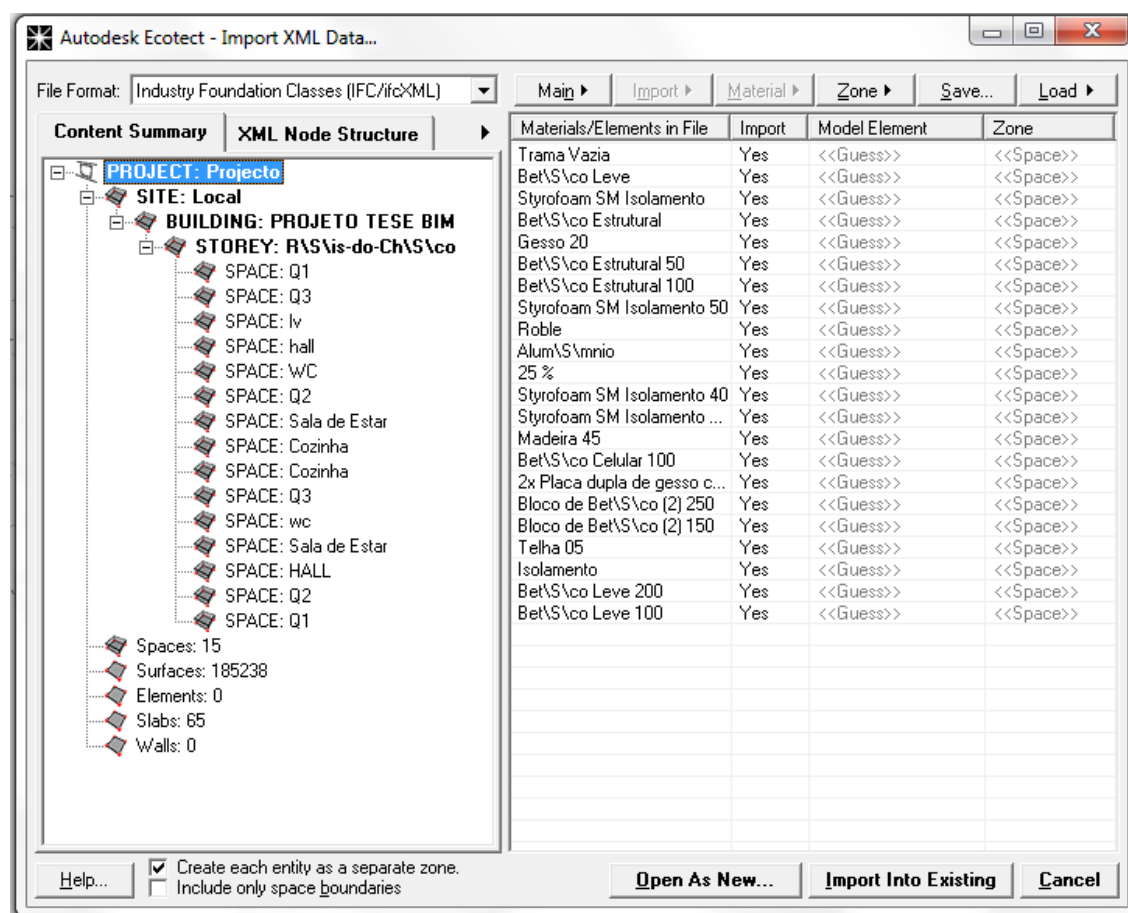 Autodesk Ecotect - Import XML Data...
File Format: Industry Foundation Classes (IFC/ifcXML)
Main Import Material Zone Save... Load
Content Summary XML Node Structure
PROJECT: Projecto
SITE: Local
BUILDING: PROJETO TESE BIM
STOREY: R\S\is-do-Ch\S\co
SPACE: Q1
SPACE: Q3
SPACE: lv
SPACE: hall
SPACE: WC
SPACE: Q2
SPACE: Sala de Estar
SPACE: Cozinha
SPACE: Cozinha
SPACE: Q3
SPACE: wc
SPACE: Sala de Estar
SPACE: HALL
SPACE: Q2
SPACE: Q1
Spaces: 15
Surfaces: 185238
Elements: 0
Slabs: 65
Walls: 0
Materials/Elements in File Import Model Element Zone
Trama Vazia Yes <<Guess>> <<Space>>
Bet\S\co Leve Yes <<Guess>> <<Space>>
Styrofoam SM Isolamento Yes <<Guess>> <<Space>>
Bet\S\co Estrutural Yes <<Guess>> <<Space>>
Gesso 20 Yes <<Guess>> <<Space>>
Bet\S\co Estrutural 50 Yes <<Guess>> <<Space>>
Bet\S\co Estrutural 100 Yes <<Guess>> <<Space>>
Styrofoam SM Isolamento 50 Yes <<Guess>> <<Space>>
Roble Yes <<Guess>> <<Space>>
Alum\S\mnio Yes <<Guess>> <<Space>>
25 % Yes <<Guess>> <<Space>>
Styrofoam SM Isolamento 40 Yes <<Guess>> <<Space>>
Styrofoam SM Isolamento ... Yes <<Guess>> <<Space>>
Madeira 45 Yes <<Guess>> <<Space>>
Bet\S\co Celular 100 Yes <<Guess>> <<Space>>
2x Placa dupla de gesso c... Yes <<Guess>> <<Space>>
Bloco de Bet\S\co (2) 250 Yes <<Guess>> <<Space>>
Bloco de Bet\S\co (2) 150 Yes <<Guess>> <<Space>>
Telha 05 Yes <<Guess>> <<Space>>
Isolamento Yes <<Guess>> <<Space>>
Bet\S\co Leve 200 Yes <<Guess>> <<Space>>
Bet\S\co Leve 100 Yes <<Guess>> <<Space>>
Help...
Create each entity as a separate zone.
Include only space boundaries
Open As New... Import Into Existing Cancel